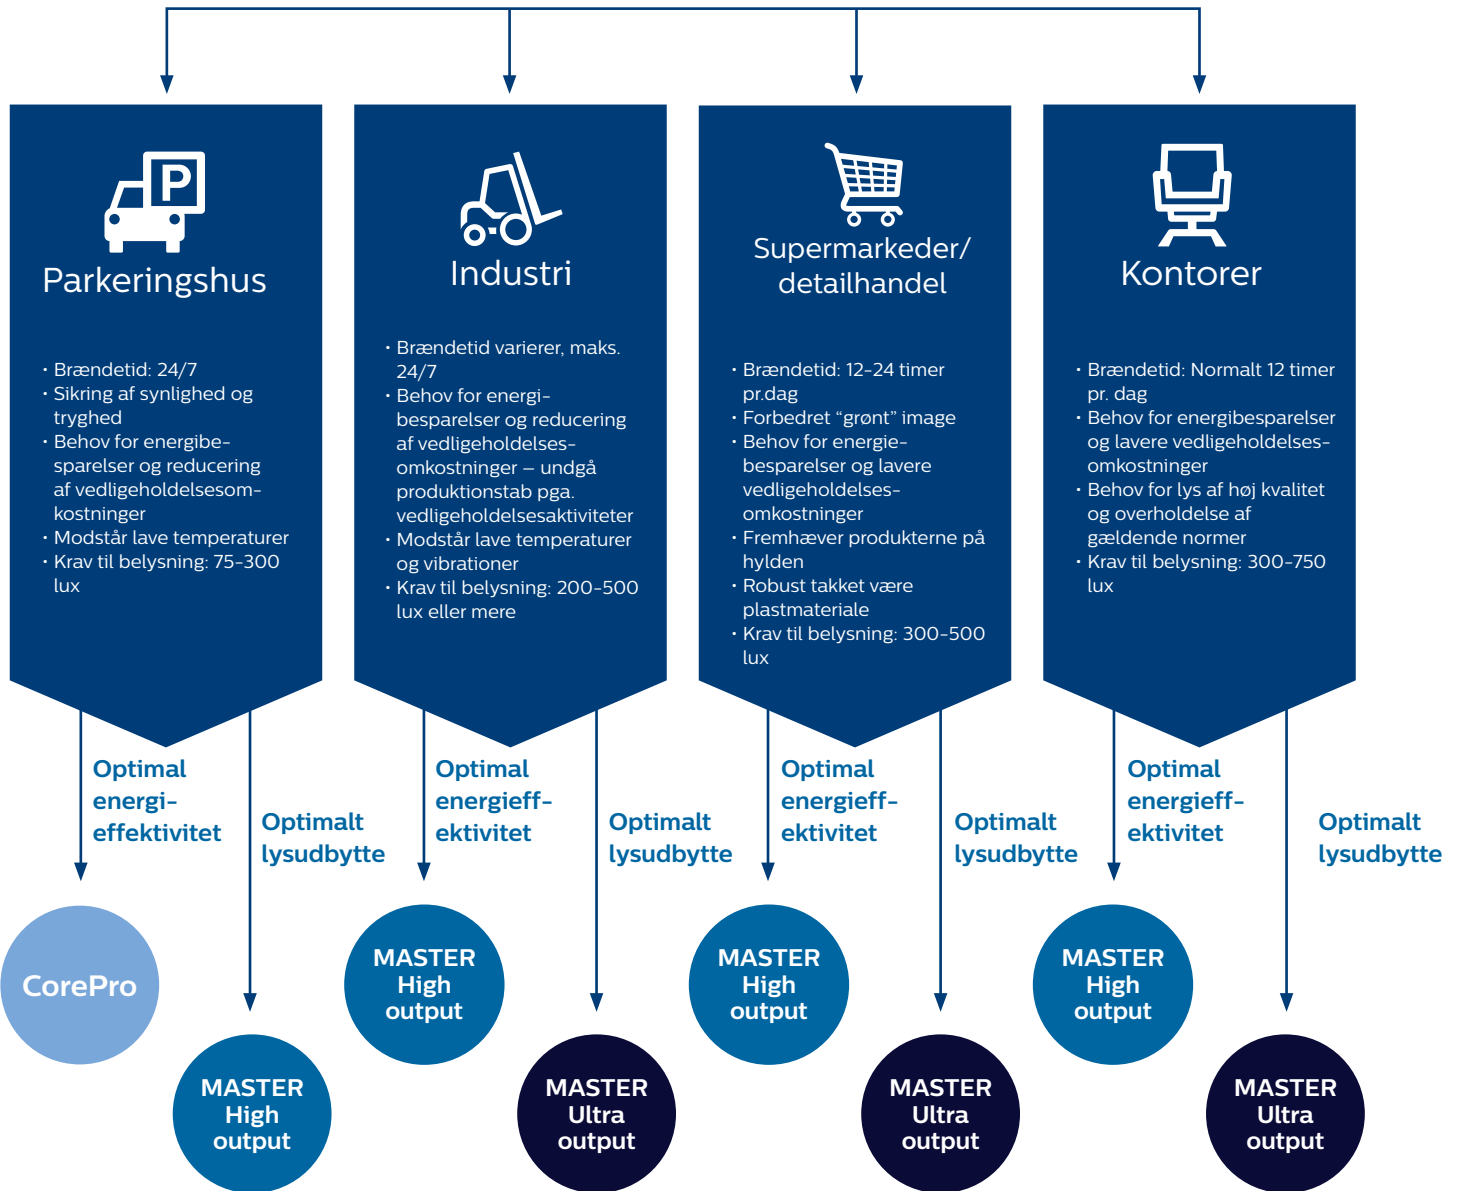 P
Parkeringshus
· Brændetid: 24/7
· Sikring af synlighed og
tryghed
· Behov for energibe-
sparelser og reducering
af vedligeholdelsesom-
kostninger
· Modstår lave temperaturer
· Krav til belysning: 75-300
lux
Industri
· Brændetid varierer, maks.
24/7
· Behov for energi-
besparelser og reducering
af vedligeholdelses-
omkostninger – undgå
produktionstab pga.
vedligeholdelsesaktiviteter
· Modstår lave temperaturer
og vibrationer
· Krav til belysning: 200-500
lux eller mere
Supermarkeder/
detailhandel
· Brændetid: 12-24 timer
pr.dag
· Forbedret “grønt” image
· Behov for energie-
besparelser og lavere
vedligeholdelses-
omkostninger
· Fremhæver produkterne på
hylden
· Robust takket være
plastmateriale
· Krav til belysning: 300-500
lux
Kontorer
· Brændetid: Normalt 12 timer
pr. dag
· Behov for energibesparelser
og lavere vedligeholdelses-
omkostninger
· Behov for lys af høj kvalitet
og overholdelse af
gældende normer
· Krav til belysning: 300-750
lux
Optimal
energi-
effektivitet
Optimalt
lysudbytte
Optimal
energieff-
ektivitet
Optimalt
lysudbytte
Optimal
energieff-
ektivitet
Optimalt
lysudbytte
Optimal
energieff-
ektivitet
Optimalt
lysudbytte
CorePro
MASTER
High
output
MASTER
High
output
MASTER
Ultra
output
MASTER
High
output
MASTER
Ultra
output
MASTER
High
output
MASTER
Ultra
output